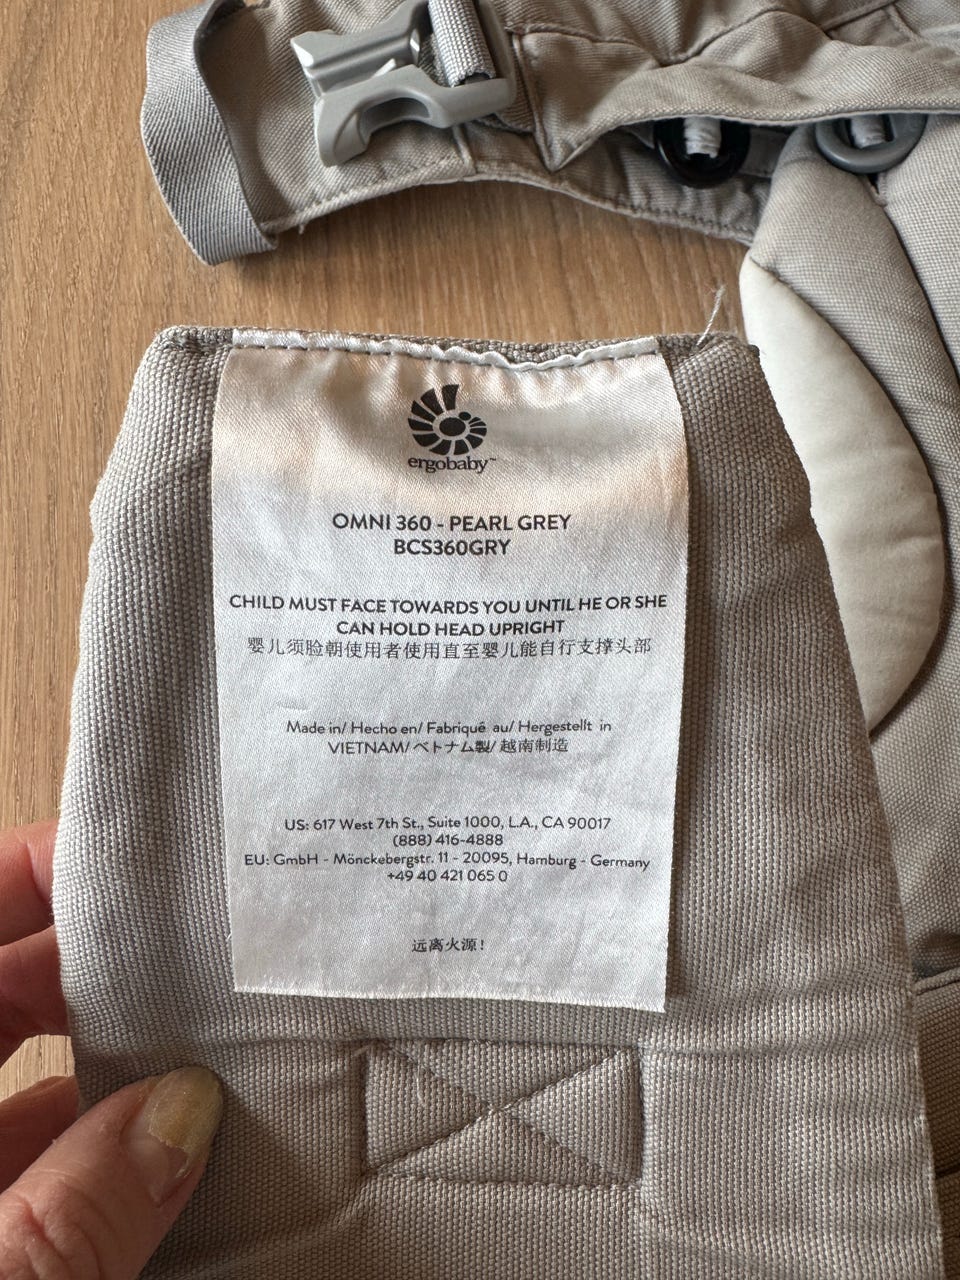 ergobaby™
OMNI 360 - PEARL GREY
BCS360GRY
CHILD MUST FACE TOWARDS YOU UNTIL HE OR SHE
CAN HOLD HEAD UPRIGHT
婴儿须脸朝使用者使用直至婴儿能自行支撑头部
Made in/ Hecho en/ Fabriqué au/ Hergestellt in
VIETNAM/ベトナム製/越南制造
US: 617 West 7th St., Suite 1000, L.A., CA 90017
(888) 416-4888
EU: GmbH - Mönckebergstr. 11 - 20095, Hamburg - Germany
+49 40 421 065 0
远离火源!